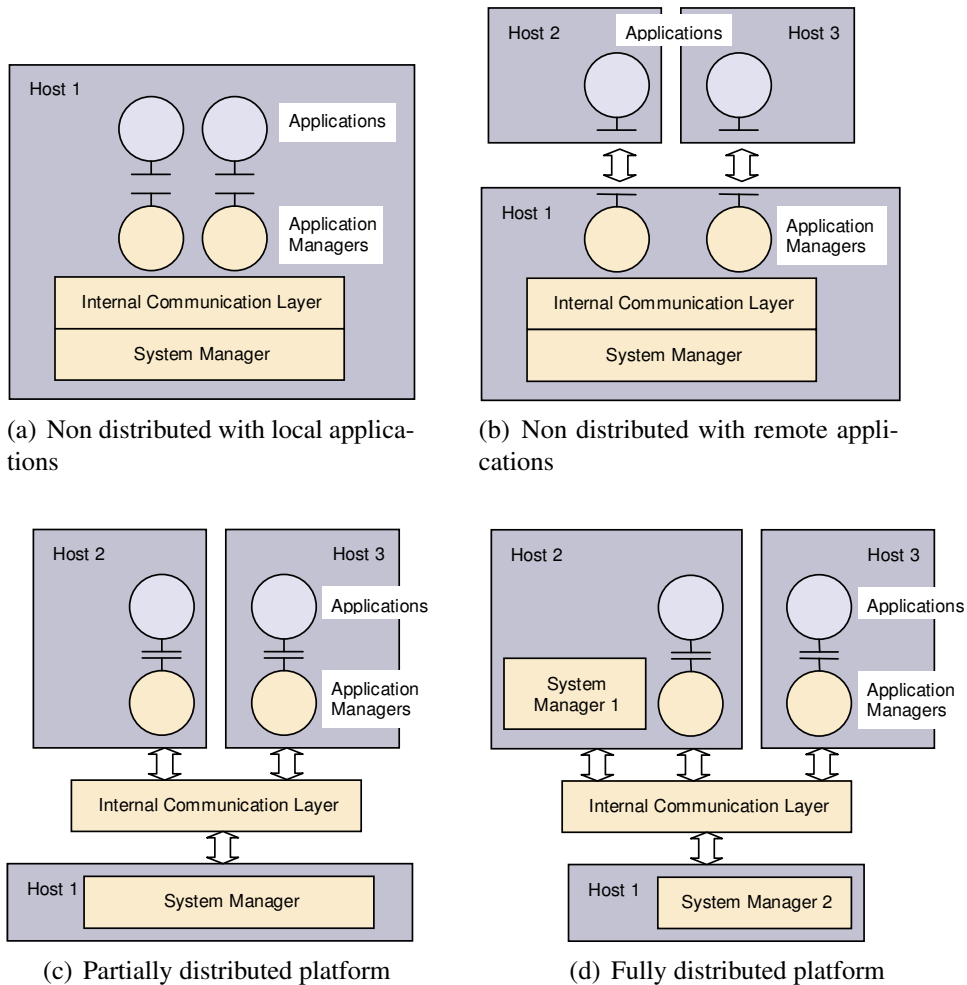 Host 1
Applications
Application
Managers
Internal Communication Layer
System Manager
(a) Non distributed with local applica-
tions
Host 2
Applications
Host 3
Host 1
Application
Managers
Internal Communication Layer
System Manager
(b) Non distributed with remote appli-
cations
Host 2
Host 3
Applications
Application
Managers
Internal Communication Layer
Host 1
System Manager
(c) Partially distributed platform
Host 2
Host 3
Applications
System
Manager 1
Application
Managers
Internal Communication Layer
Host 1
System Manager 2
(d) Fully distributed platform